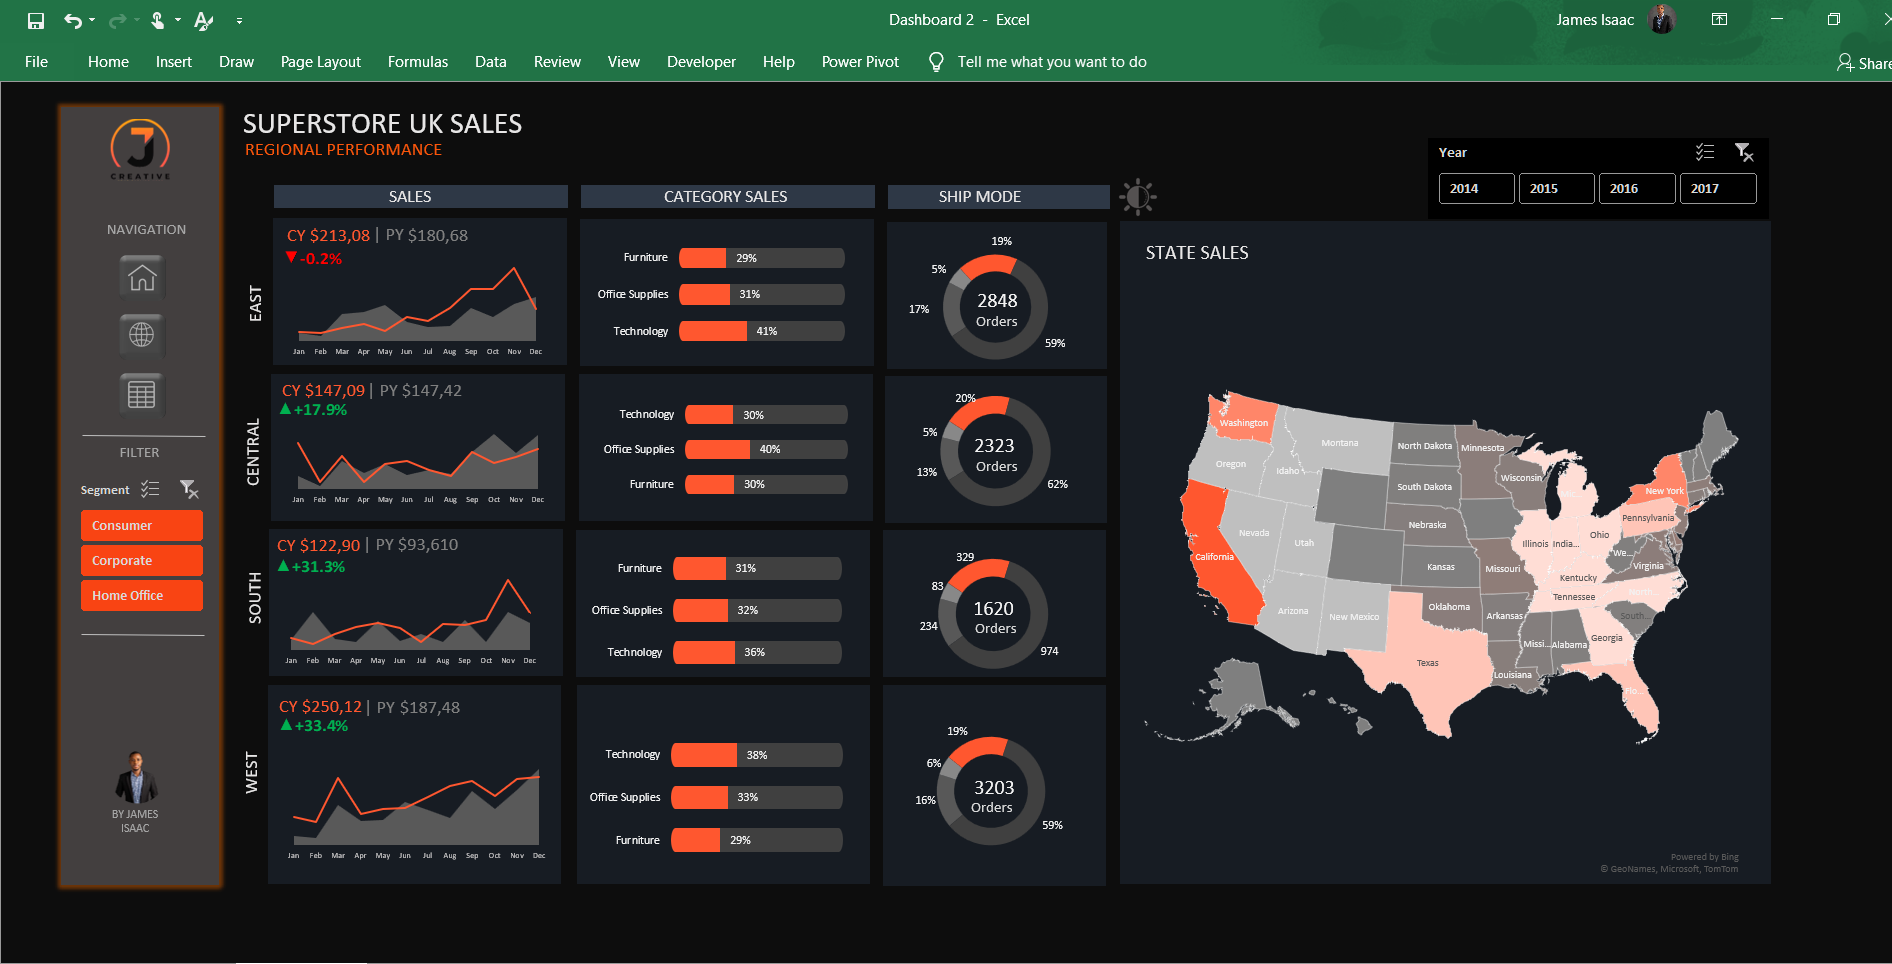 Dashboard 2 - Excel
James Isaac
File Home Insert Draw Page Layout Formulas Data Review View Developer Help Power Pivot Tell me what you want to do
Share
J
CREATIVE
NAVIGATION
FILTER
Segment
Consumer
Corporate
Home Office
BY JAMES
ISAAC
SUPERSTORE UK SALES
REGIONAL PERFORMANCE
Year
2014 2015 2016 2017
SALES
CATEGORY SALES
SHIP MODE
EAST
CY $213,08 | PY $180,68
▼-0.2%
Jan Feb Mar Apr May Jun Jul Aug Sep Oct Nov Dec
Furniture 29%
Office Supplies 31%
Technology 41%
19%
5%
17%
59%
2848
Orders
CENTRAL
CY $147,09 | PY $147,42
▲+17.9%
Jan Feb Mar Apr May Jun Jul Aug Sep Oct Nov Dec
Technology 30%
Office Supplies 40%
Furniture 30%
20%
5%
13%
62%
2323
Orders
SOUTH
CY $122,90 | PY $93,610
▲+31.3%
Jan Feb Mar Apr May Jun Jul Aug Sep Oct Nov Dec
Furniture 31%
Office Supplies 32%
Technology 36%
329
83
234
974
1620
Orders
WEST
CY $250,12 | PY $187,48
▲+33.4%
Jan Feb Mar Apr May Jun Jul Aug Sep Oct Nov Dec
Technology 38%
Office Supplies 33%
Furniture 29%
19%
6%
16%
59%
3203
Orders
STATE SALES
Washington
Montana
North Dakota
Minnesota
Oregon
Idaho
Wisconsin
South Dakota
New York
Pennsylvania
Nebraska
Nevada
Utah
Ohio
Illinois
India...
We...
California
Kansas
Missouri
Virginia
Kentucky
North...
Tennessee
Arizona
New Mexico
Oklahoma
Arkansas
South...
Missi...
Alabama
Georgia
Texas
Louisiana
Flo...
Powered by Bing
© GeoNames, Microsoft, TomTom